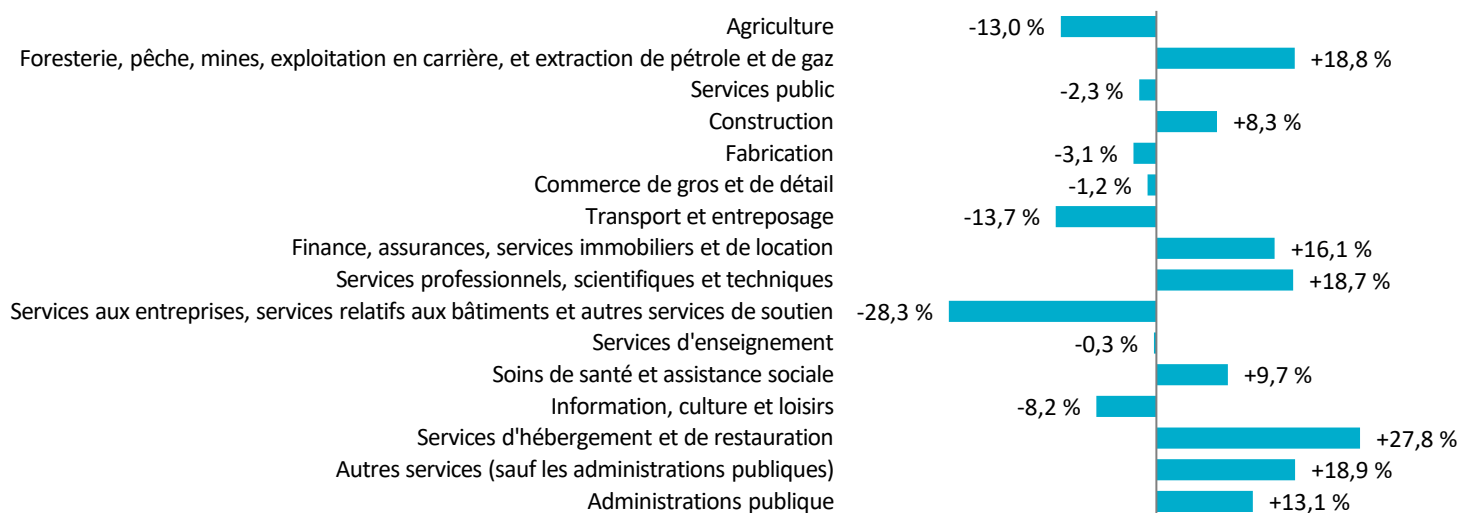 Agriculture -13,0 %
Foresterie, pêche, mines, exploitation en carrière, et extraction de pétrole et de gaz +18,8 %
Services public -2,3 %
Construction +8,3 %
Fabrication -3,1 %
Commerce de gros et de détail -1,2 %
Transport et entreposage -13,7 %
Finance, assurances, services immobiliers et de location +16,1 %
Services professionnels, scientifiques et techniques +18,7 %
Services aux entreprises, services relatifs aux bâtiments et autres services de soutien -28,3 %
Services d'enseignement -0,3 %
Soins de santé et assistance sociale +9,7 %
Information, culture et loisirs -8,2 %
Services d'hébergement et de restauration +27,8 %
Autres services (sauf les administrations publiques) +18,9 %
Administrations publique +13,1 %